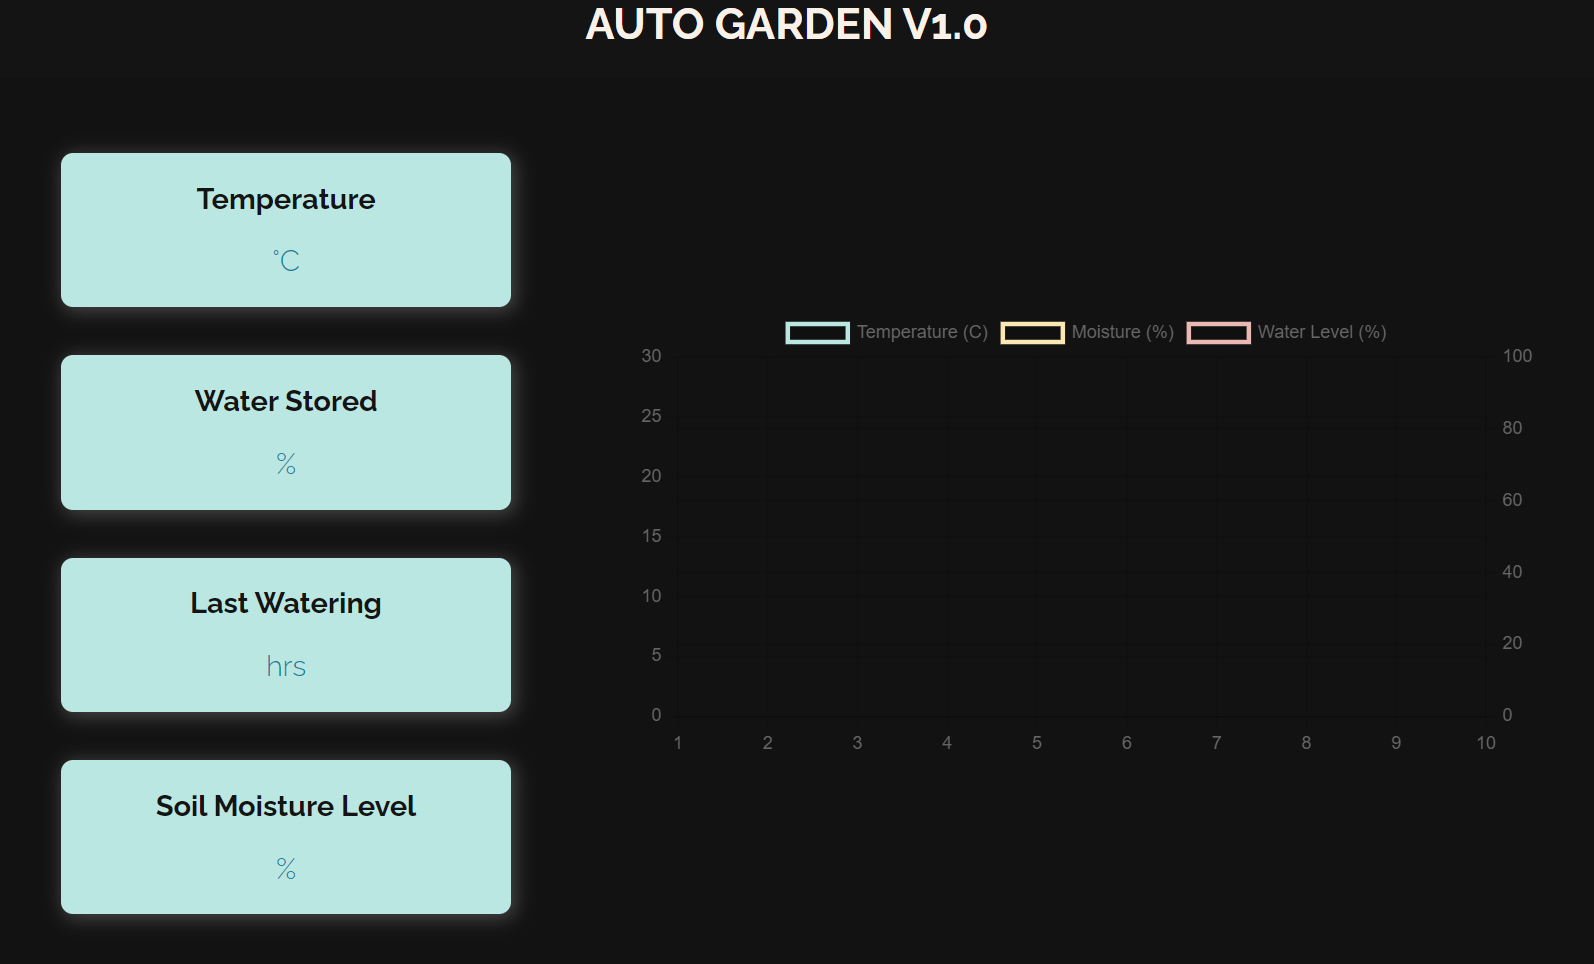 AUTO GARDEN V1.0
Temperature
°C
Water Stored
%
Last Watering
hrs
Soil Moisture Level
%
Temperature (C) Moisture (%) Water Level (%)
30 100
25 80
20 60
15
10 40
5 20
0 0
1 2 3 4 5 6 7 8 9 10